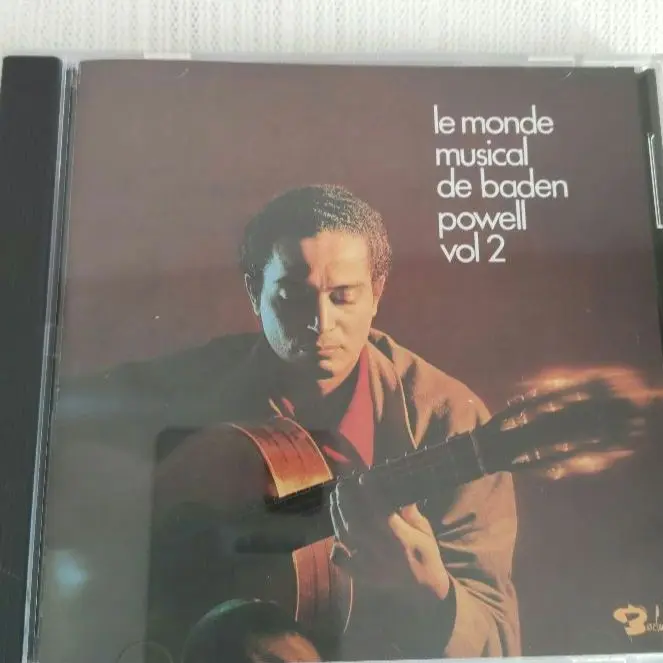 le monde
musical
de baden
powell
vol 2